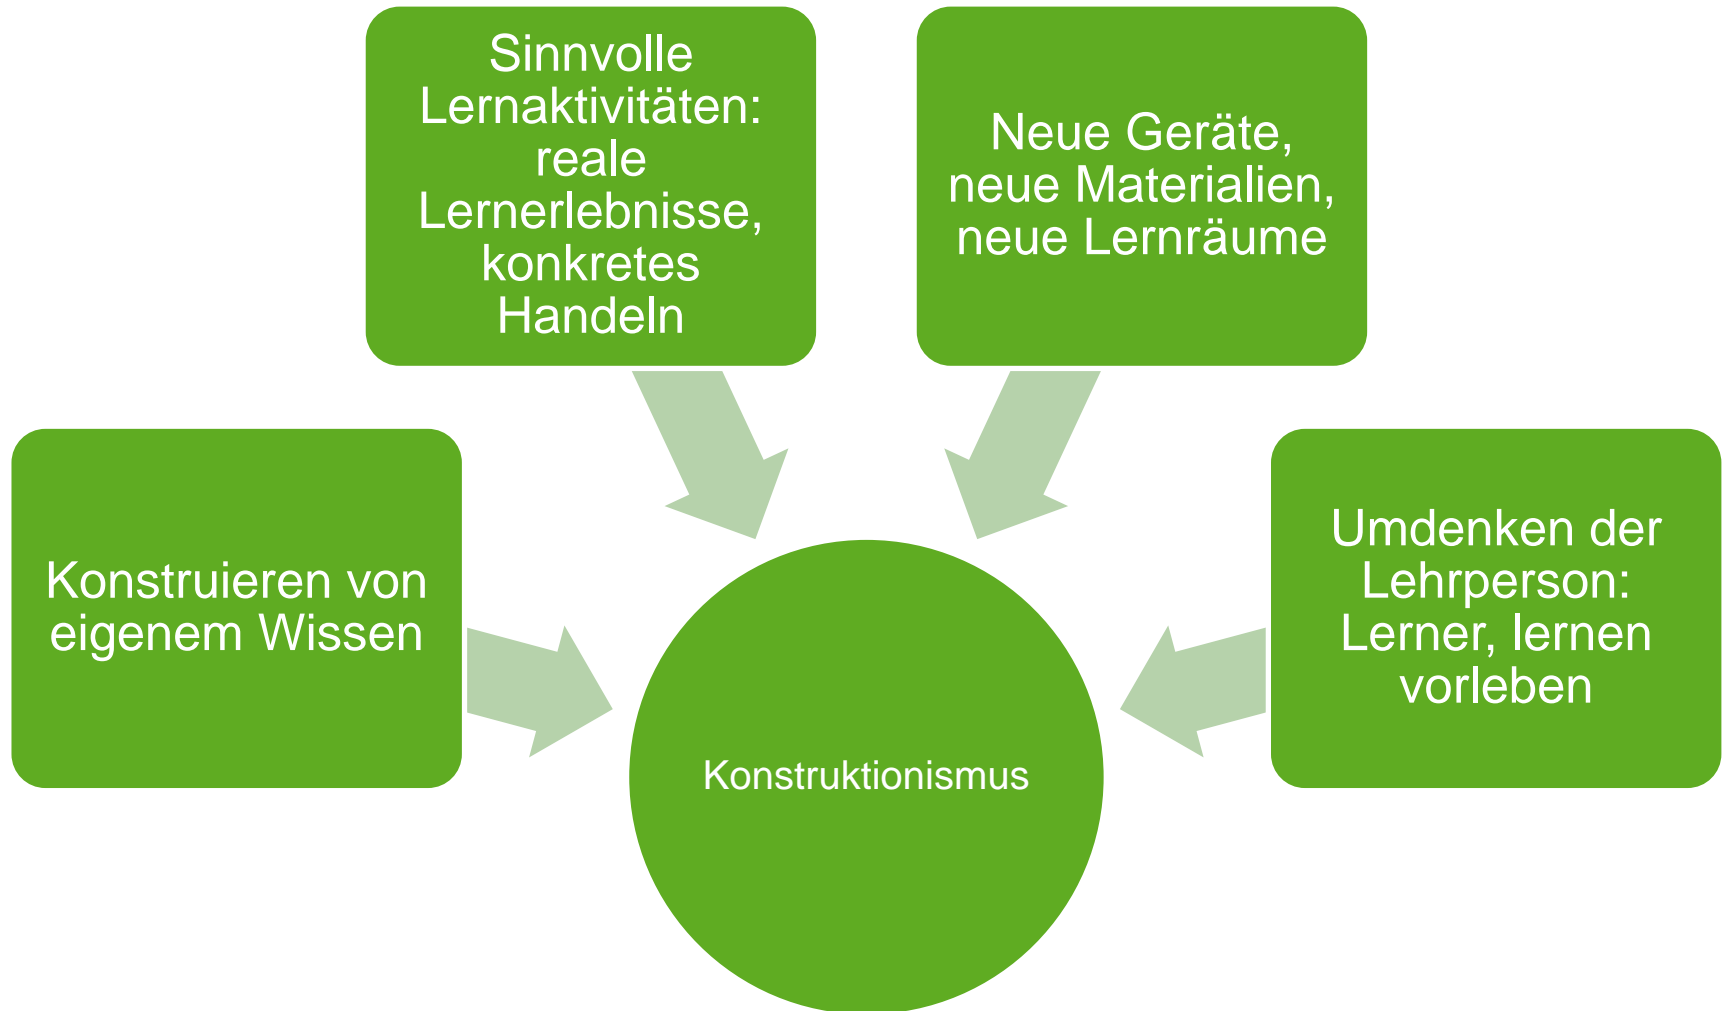 Sinnvolle
Lernaktivitäten:
reale
Lernerlebnisse,
konkretes
Handeln
Neue Geräte,
neue Materialien,
neue Lernräume
Konstruieren von
eigenem Wissen
Umdenken der
Lehrperson:
Lerner, lernen
vorleben
Konstruktionismus